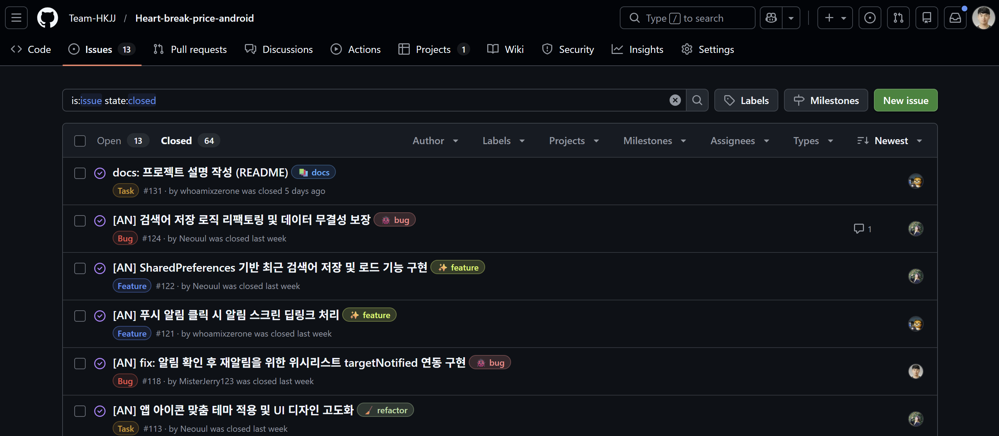 Team-HKJJ / Heart-break-price-android
Type / to search
Code
Issues 13
Pull requests
Discussions
Actions
Projects 1
Wiki
Security
Insights
Settings
is:issue state:closed
Labels
Milestones
New issue
Open 13
Closed 64
Author
Labels
Projects
Milestones
Assignees
Types
Newest
docs: 프로젝트 설명 작성 (README) docs
Task #131 · by whoamixzerone was closed 5 days ago
[AN] 검색어 저장 로직 리팩토링 및 데이터 무결성 보장 bug
Bug #124 · by Neouul was closed last week
1
[AN] SharedPreferences 기반 최근 검색어 저장 및 로드 기능 구현 feature
Feature #122 · by Neouul was closed last week
[AN] 푸시 알림 클릭 시 알림 스크린 딥링크 처리 feature
Feature #121 · by whoamixzerone was closed last week
[AN] fix: 알림 확인 후 재알림을 위한 위시리스트 targetNotified 연동 구현 bug
Bug #118 · by MisterJerry123 was closed last week
[AN] 앱 아이콘 맞춤 테마 적용 및 UI 디자인 고도화 refactor
Task #113 · by Neouul was closed last week